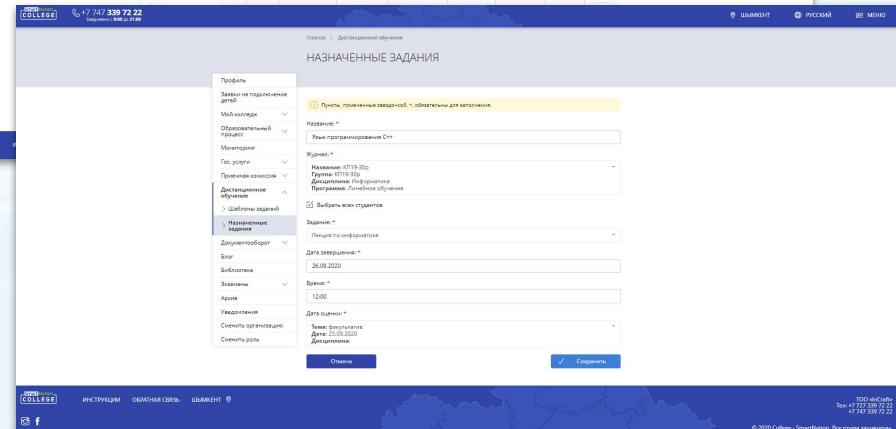 Smart Nation
COLLEGE
+7 747 339 72 22
Ежедневно с 9:00 до 21:00
ШЫМКЕНТ
РУССКИЙ
МЕНЮ
Главная
Дистанционное обучение
НАЗНАЧЕННЫЕ ЗАДАНИЯ
Профиль
Заявки на подключение
детей
Мой колледж
Образовательный
процесс
Мониторинг
Гос. услуги
Приемная комиссия
Дистанционное
обучение
> Шаблоны заданий
> Назначенные
задания
Документооборот
Блог
Библиотека
Экзамены
Архив
Уведомления
Сменить организацию
Сменить роль
Пункты, помеченные звездочкой, *, обязательны для заполнения.
Название: *
Язык программирования C++
Журнал: *
Название: КП19-30р
Группа: КП19-30р
Дисциплина: Информатика
Программа: Линейное обучение
Выбрать всех студентов
Задание: *
Лекция по информатике
Дата завершения: *
26.09.2020
Время: *
12:00
Дата оценки: *
Тема: факультатив
Дата: 25.09.2020
Дисциплина:
Отмена
Сохранить
Smart Nation
COLLEGE
ИНСТРУКЦИИ
ОБРАТНАЯ СВЯЗЬ
ШЫМКЕНТ
ТОО «InCraft»
Тел: +7 727 339 72 22
+7 747 339 72 22
© 2020 College - SmartNation. Все права защищены.